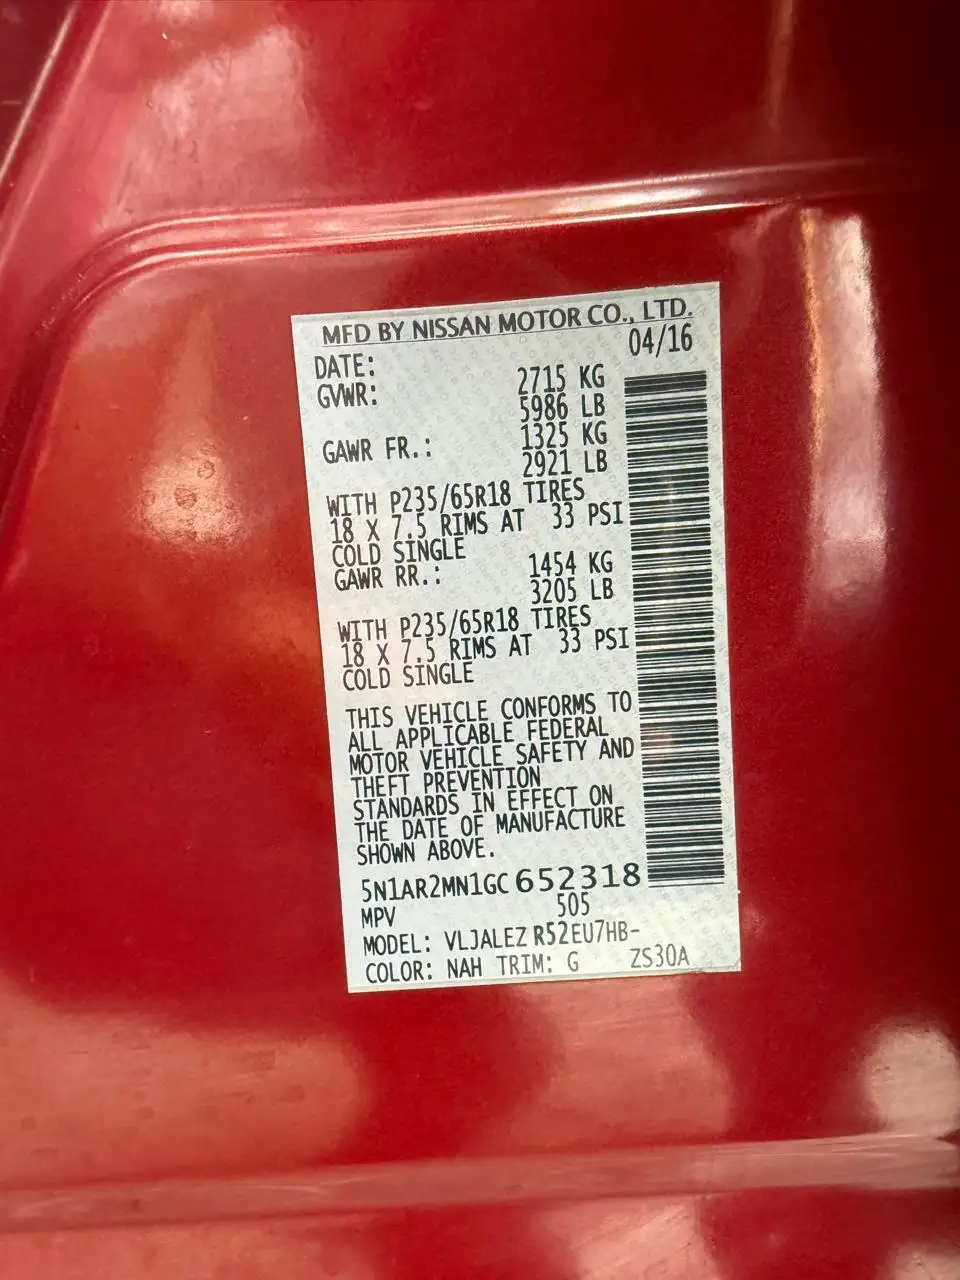 MFD BY NISSAN MOTOR CO., LTD.
DATE: 04/16
GVWR: 2715 KG
5986 LB
GAWR FR.: 1325 KG
2921 LB
WITH P235/65R18 TIRES
18 X 7.5 RIMS AT 33 PSI
COLD SINGLE
GAWR RR.: 1454 KG
3205 LB
WITH P235/65R18 TIRES
18 X 7.5 RIMS AT 33 PSI
COLD SINGLE
THIS VEHICLE CONFORMS TO
ALL APPLICABLE FEDERAL
MOTOR VEHICLE SAFETY AND
THEFT PREVENTION
STANDARDS IN EFFECT ON
THE DATE OF MANUFACTURE
SHOWN ABOVE.
5N1AR2MN1GC652318
MPV 505
MODEL: VLJALEZ R52EU7HB-
COLOR: NAH TRIM: G ZS30A